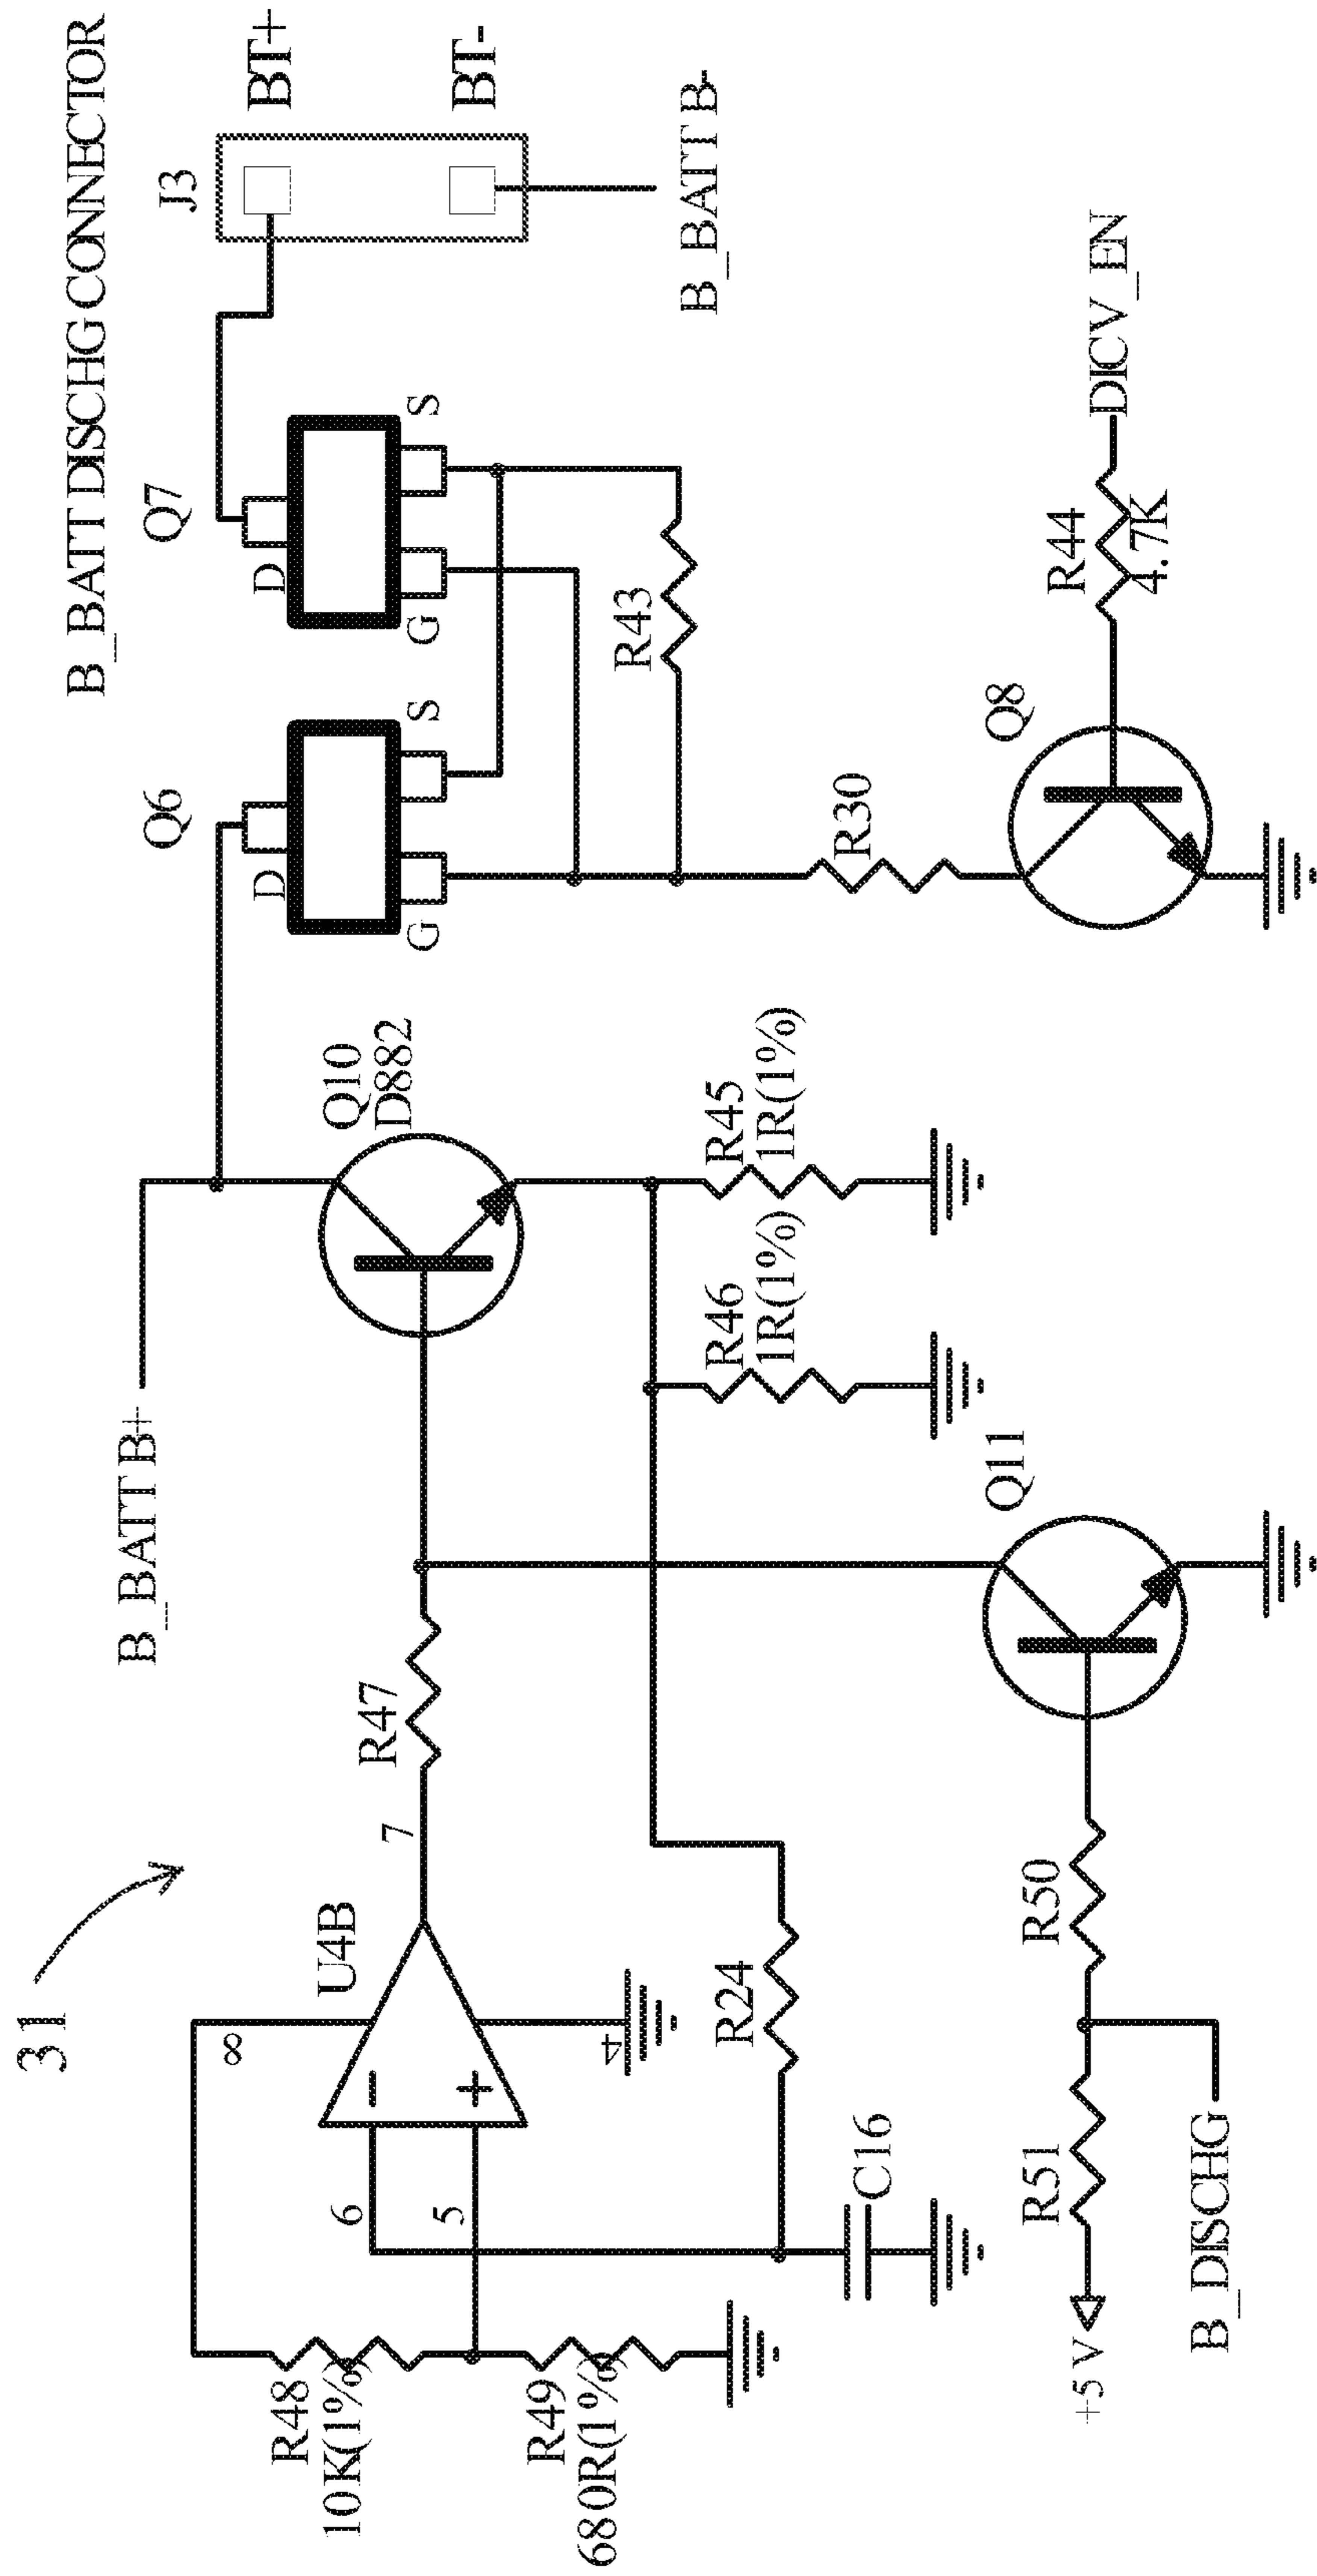 31
B_BATT DISCHG CONNECTOR
B_BATT B+
J3
BT+
BT-
B_BATT B-
Q7
D
G
S
Q6
D
G
S
R43
R30
Q8
R44
4.7K
DICV_EN
Q10
D882
R45
1R(1%)
R46
1R(1%)
R47
7
U4B
8
4
-
+
6
5
R48
10K(1%)
R49
680R(1%)
R24
C16
Q11
R50
R51
+5 V
B_DISCHG